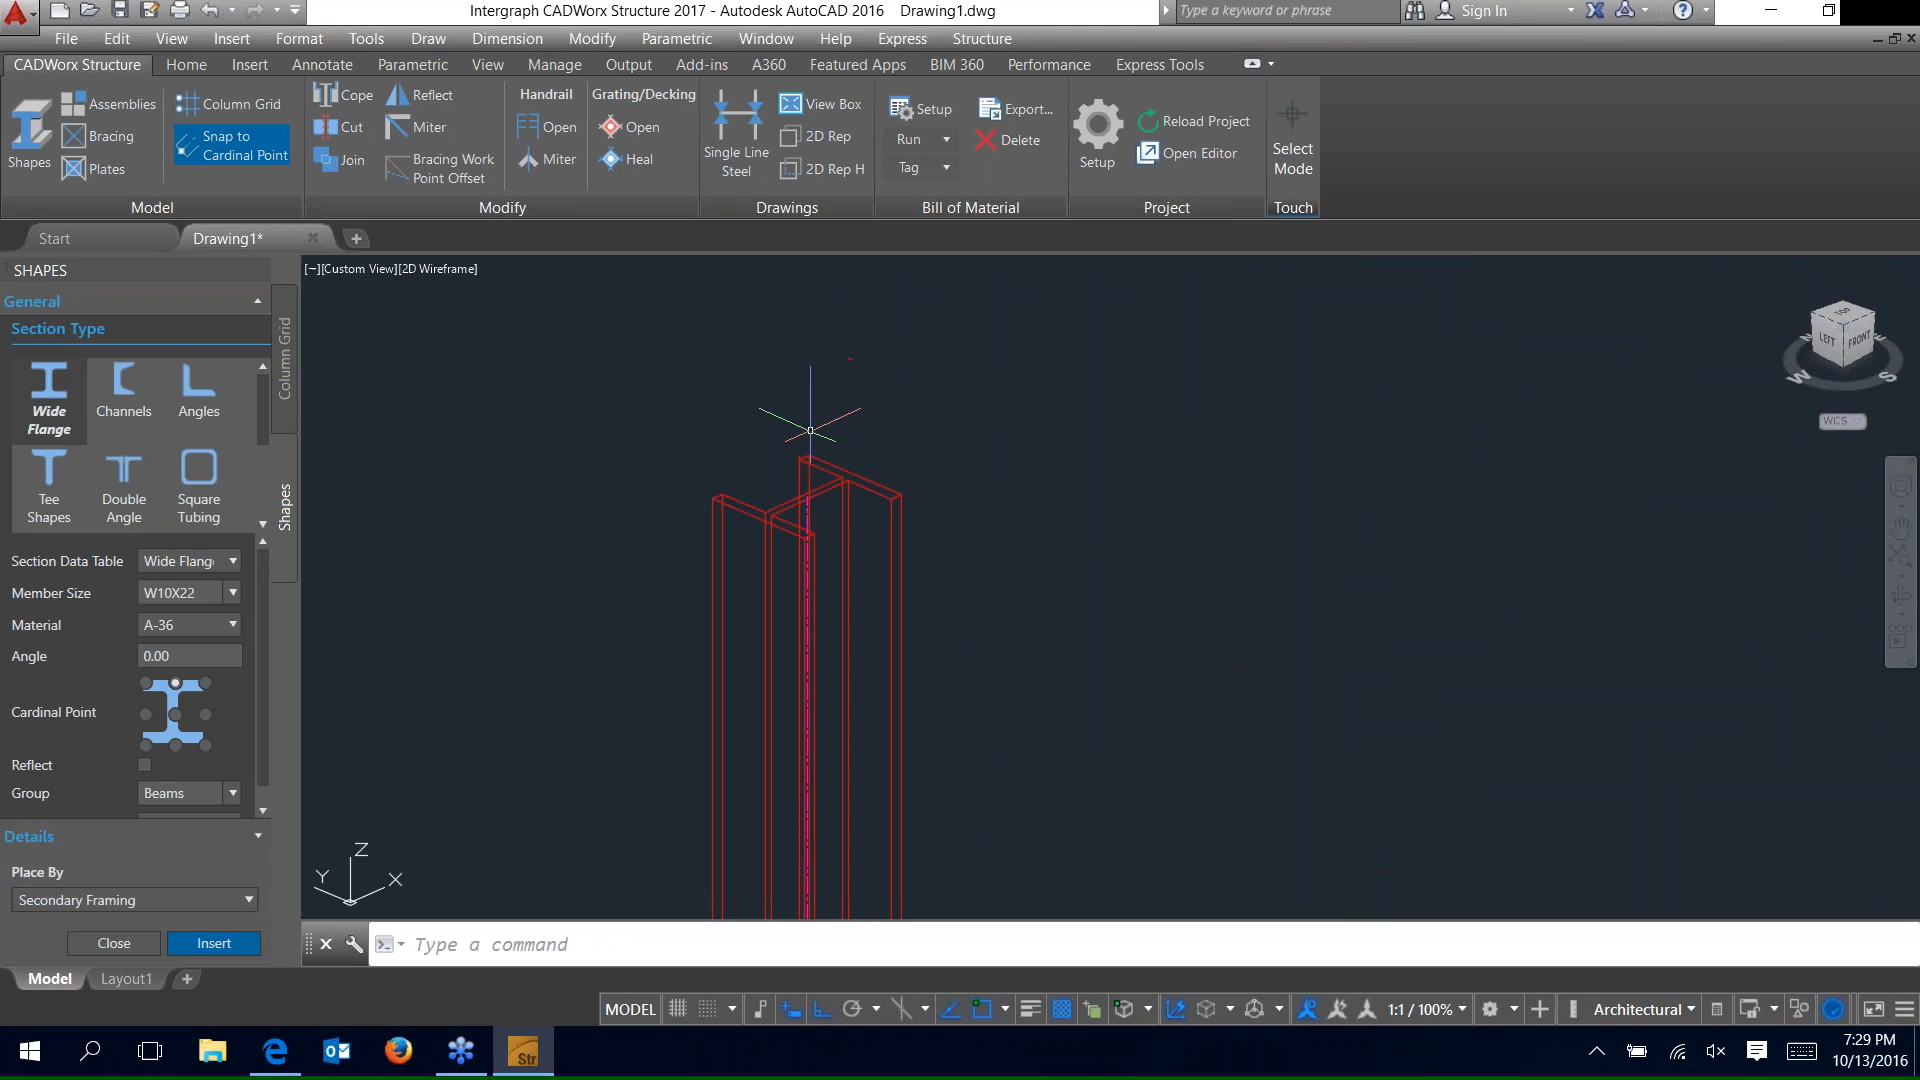 Intergraph CADWorx Structure 2017 - Autodesk AutoCAD 2016 Drawing1.dwg
Type a keyword or phrase
Sign In
File Edit View Insert Format Tools Draw Dimension Modify Parametric Window Help Express Structure
CADWorx Structure Home Insert Annotate Parametric View Manage Output Add-ins A360 Featured Apps BIM 360 Performance Express Tools
Shapes
Assemblies
Bracing
Plates
Column Grid
Snap to
Cardinal Point
Model
Cope
Cut
Join
Reflect
Miter
Bracing Work
Point Offset
Modify
Handrail
Open
Miter
Grating/Decking
Open
Heal
Single Line
Steel
View Box
2D Rep
2D Rep H
Drawings
Setup
Run
Tag
Export...
Delete
Bill of Material
Setup
Reload Project
Open Editor
Project
Select
Mode
Touch
Start
Drawing1*
SHAPES
General
Section Type
Wide
Flange
Channels
Angles
Tee
Shapes
Double
Angle
Square
Tubing
Column Grid
Shapes
Section Data Table Wide Flang
Member Size W10X22
Material A-36
Angle 0.00
Cardinal Point
Reflect
Group Beams
Details
Place By
Secondary Framing
Close Insert
[−][Custom View][2D Wireframe]
TOP
LEFT
FRONT
N
E
W
S
WCS
Z
Y
X
Type a command
Model Layout1
MODEL
1:1 / 100%
Architectural
Str
7:29 PM
10/13/2016